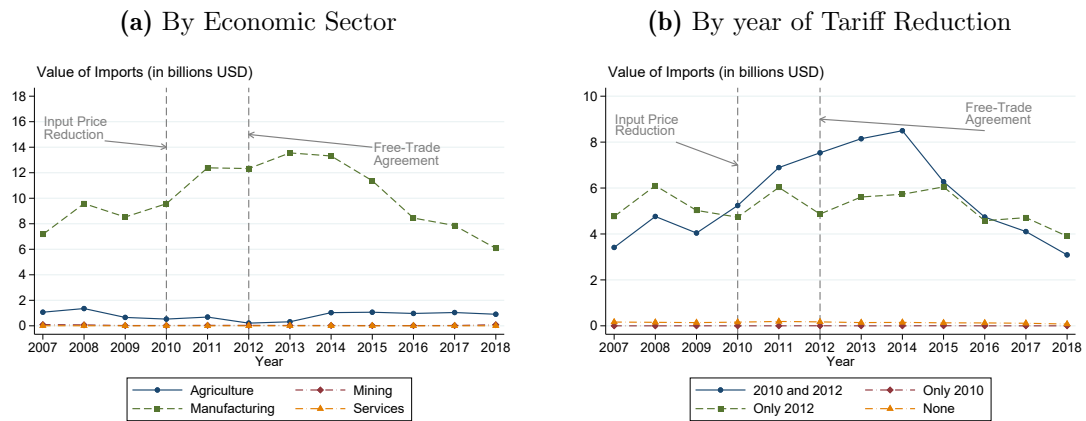 (a) By Economic Sector
Value of Imports (in billions USD)
18
16
14
12
10
8
6
4
2
0
Input Price
Reduction
Free-Trade
Agreement
2007 2008 2009 2010 2011 2012 2013 2014 2015 2016 2017 2018
Year
Agriculture Mining
Manufacturing Services
(b) By year of Tariff Reduction
Value of Imports (in billions USD)
10
8
6
4
2
0
Input Price
Reduction
Free-Trade
Agreement
2007 2008 2009 2010 2011 2012 2013 2014 2015 2016 2017 2018
Year
2010 and 2012 Only 2010
Only 2012 None